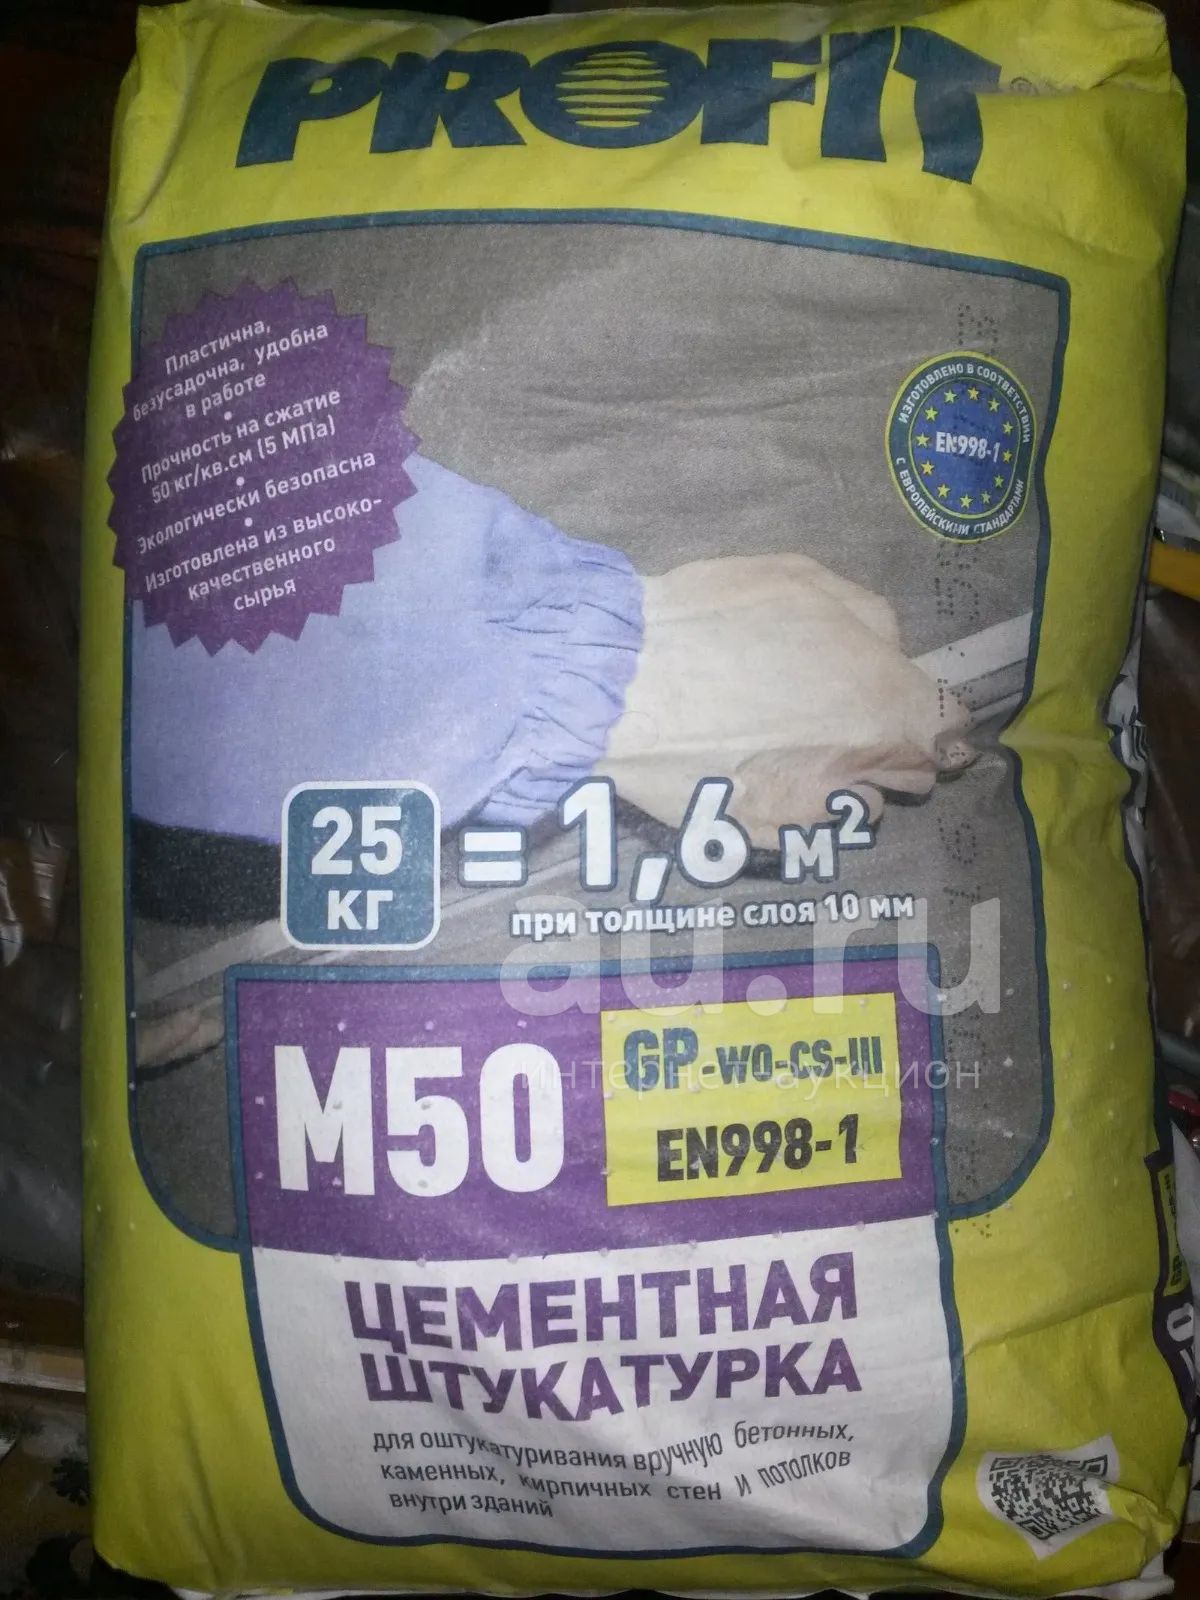 PROFIT
®
Пластична,
безусадочна, удобна
в работе
•
Прочность на сжатие
50 кг/кв.см (5 МПа)
•
Экологически безопасна
•
Изготовлена из высоко-
качественного
сырья
ИЗГОТОВЛЕНО В СООТВЕТСТВИИ
EN998-1
С ЕВРОПЕЙСКИМИ СТАНДАРТАМИ
25
КГ
= 1,6 м²
при толщине слоя 10 мм
au.ru
интернет-аукцион
М50
GP WO-CS-III
EN998-1
ЦЕМЕНТНАЯ
ШТУКАТУРКА
для оштукатуривания вручную бетонных,
каменных, кирпичных стен и потолков
внутри зданий